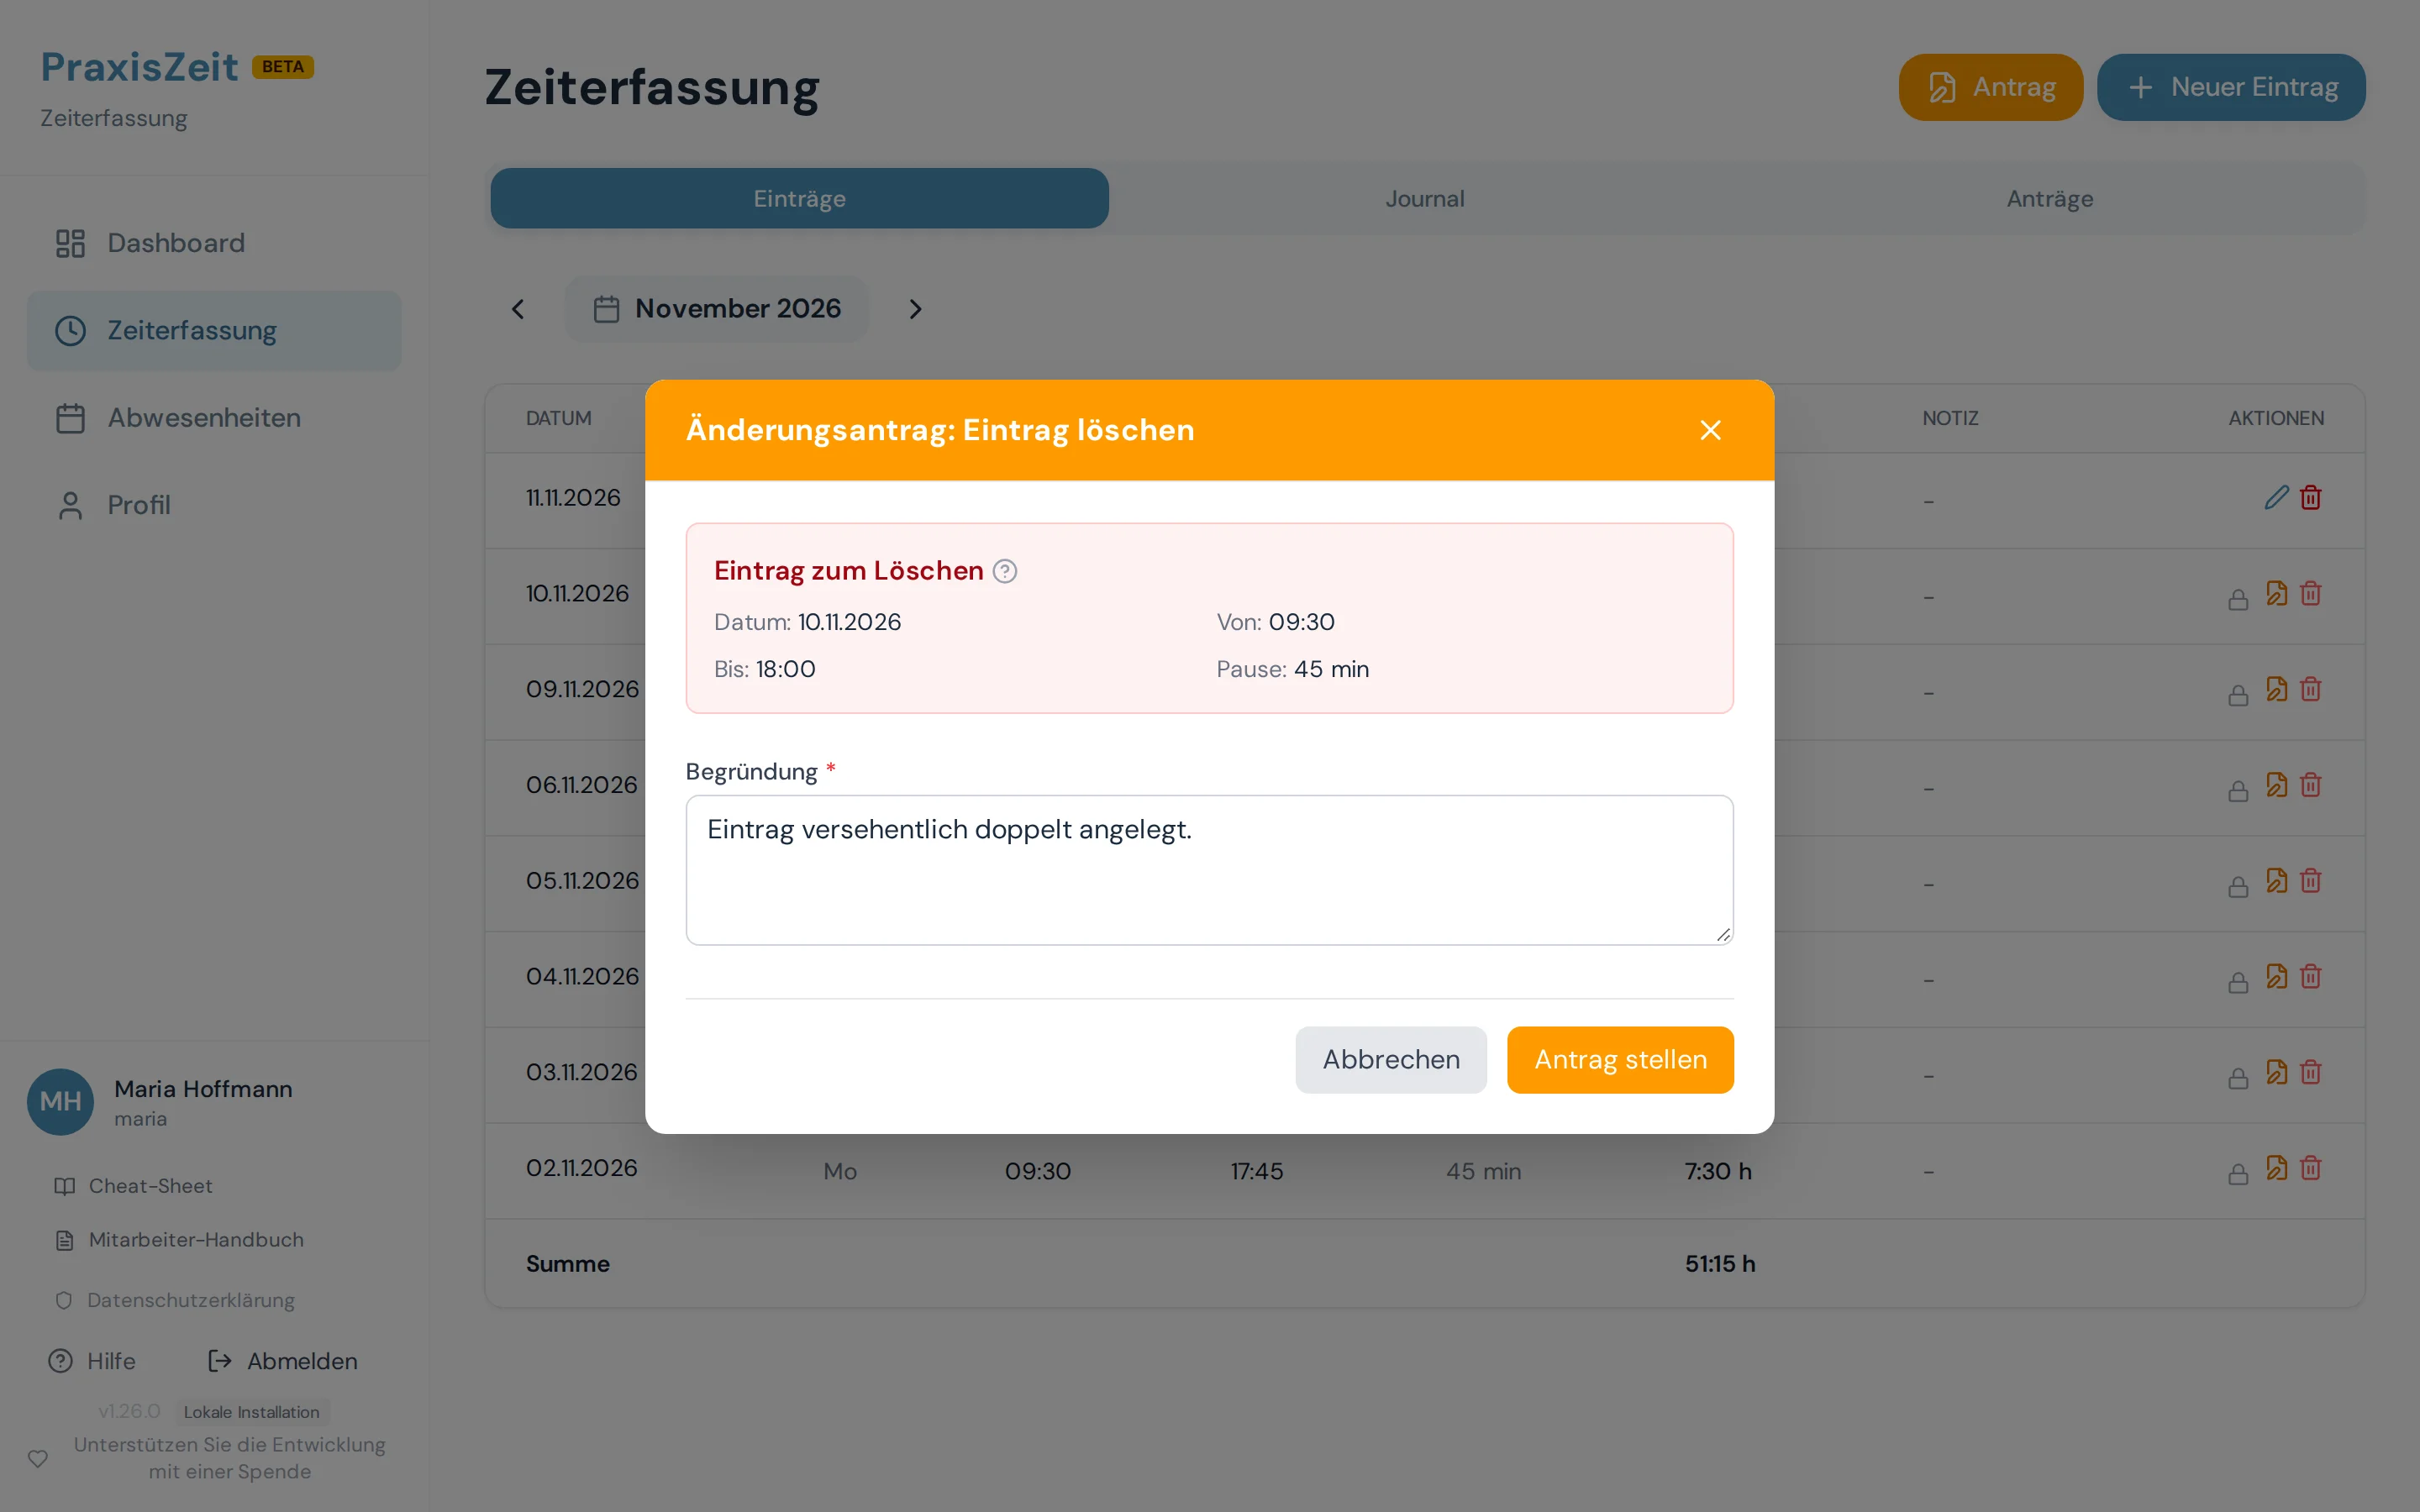 PraxisZeit BETA
Zeiterfassung
Dashboard
Zeiterfassung
Abwesenheiten
Profil
MH
Maria Hoffmann
maria
Cheat-Sheet
Mitarbeiter-Handbuch
Datenschutzerklärung
Hilfe
Abmelden
v1.26.0 Lokale Installation
Unterstützen Sie die Entwicklung
mit einer Spende
Zeiterfassung
Antrag
Neuer Eintrag
Einträge Journal Anträge
November 2026
DATUM NOTIZ AKTIONEN
11.11.2026 –
10.11.2026 –
09.11.2026 –
06.11.2026 –
05.11.2026 –
04.11.2026 –
03.11.2026 –
02.11.2026 Mo 09:30 17:45 45 min 7:30 h –
Summe 51:15 h
Änderungsantrag: Eintrag löschen
Eintrag zum Löschen
Datum: 10.11.2026 Von: 09:30
Bis: 18:00 Pause: 45 min
Begründung *
Eintrag versehentlich doppelt angelegt.
Abbrechen
Antrag stellen